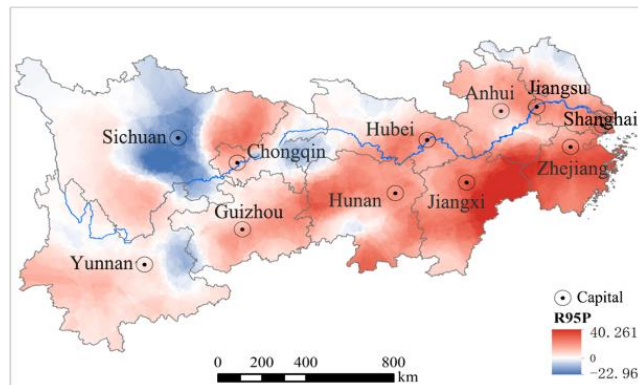 Jiangsu
Anhui
Shanghai
Sichuan
Hubei
Chongqin
Zhejiang
Hunan
Jiangxi
Guizhou
Yunnan
Capital
R95P
40.261
0
-22.96
0 200 400 800
km